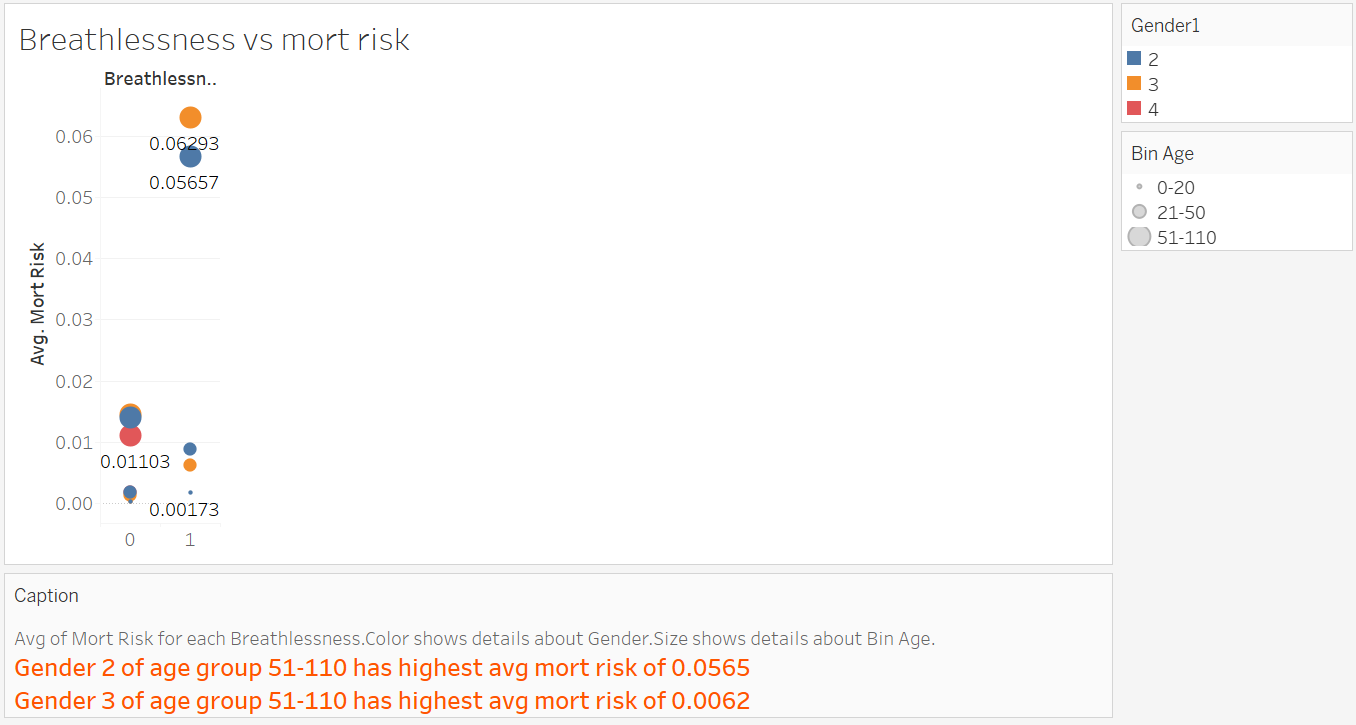 Breathlessness vs mort risk
Breathlessn..
Avg. Mort Risk
0.06
0.05
0.04
0.03
0.02
0.01
0.00
0.06293
0.05657
0.01103
0.00173
0
1
Gender1
2
3
4
Bin Age
0-20
21-50
51-110
Caption
Avg of Mort Risk for each Breathlessness.Color shows details about Gender.Size shows details about Bin Age.
Gender 2 of age group 51-110 has highest avg mort risk of 0.0565
Gender 3 of age group 51-110 has highest avg mort risk of 0.0062